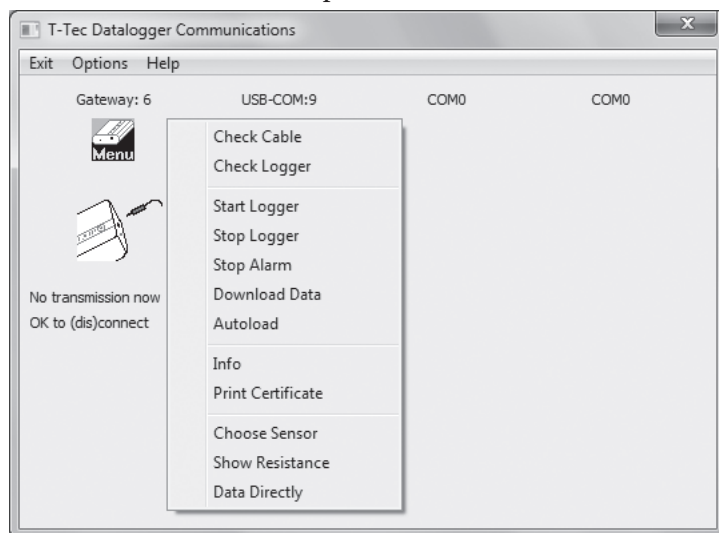 T-Tec Datalogger Communications
Exit Options Help
Gateway: 6 USB-COM:9 COM0 COM0
Menu
Check Cable
Check Logger
Start Logger
Stop Logger
Stop Alarm
Download Data
Autoload
Info
Print Certificate
Choose Sensor
Show Resistance
Data Directly
No transmission now
OK to (dis)connect